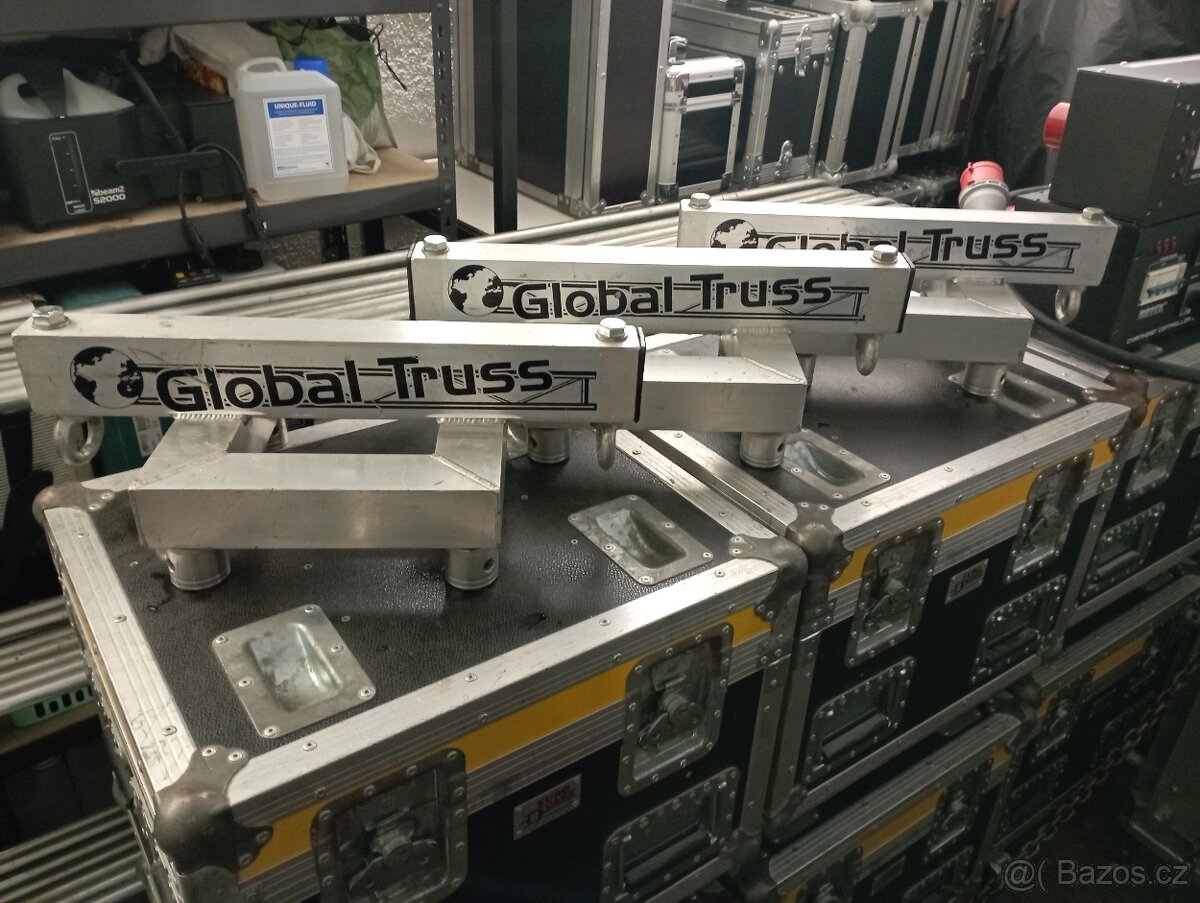 UNIQUE-FLUID
beamZ
S2000
Global Truss
Global Truss
Global Truss
@( Bazos.cz